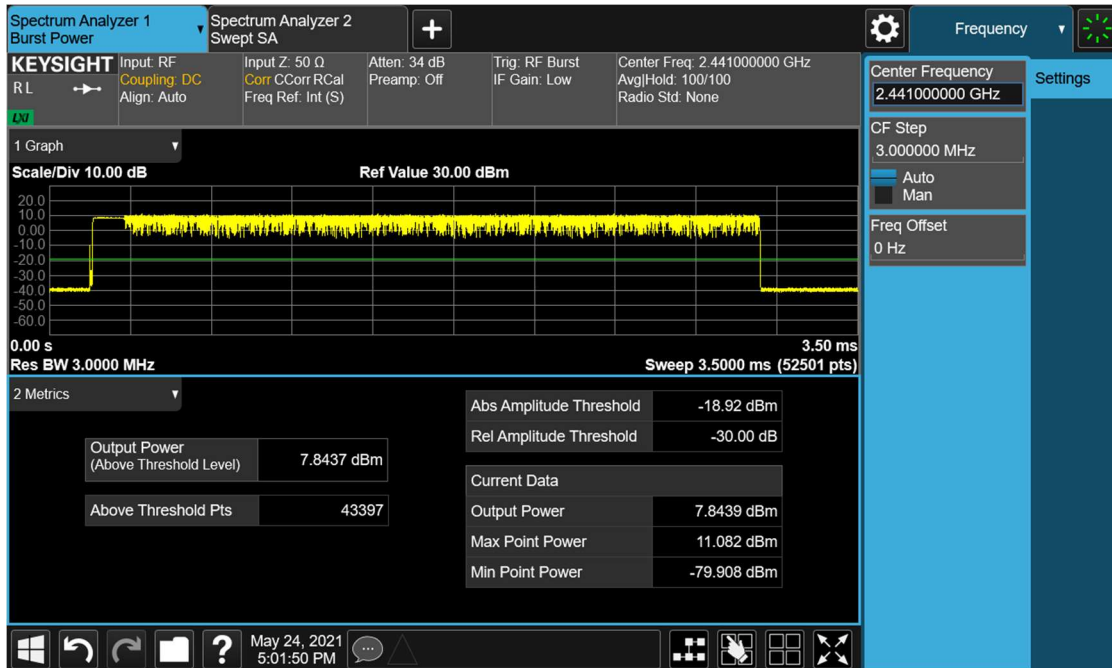 Spectrum Analyzer 1
Burst Power
Spectrum Analyzer 2
Swept SA
Frequency
KEYSIGHT
RL
LXI
Input: RF
Coupling: DC
Align: Auto
Input Z: 50 Ω
Corr CCorr RCal
Freq Ref: Int (S)
Atten: 34 dB
Preamp: Off
Trig: RF Burst
IF Gain: Low
Center Freq: 2.441000000 GHz
Avg|Hold: 100/100
Radio Std: None
Center Frequency
2.441000000 GHz
Settings
CF Step
3.000000 MHz
Auto
Man
Freq Offset
0 Hz
1 Graph
Scale/Div 10.00 dB
Ref Value 30.00 dBm
20.0
10.0
0.00
-10.0
-20.0
-30.0
-40.0
-50.0
-60.0
0.00 s
3.50 ms
Res BW 3.0000 MHz
Sweep 3.5000 ms (52501 pts)
2 Metrics
Output Power
(Above Threshold Level)
7.8437 dBm
Above Threshold Pts
43397
Abs Amplitude Threshold
-18.92 dBm
Rel Amplitude Threshold
-30.00 dB
Current Data
Output Power
7.8439 dBm
Max Point Power
11.082 dBm
Min Point Power
-79.908 dBm
?
May 24, 2021
5:01:50 PM